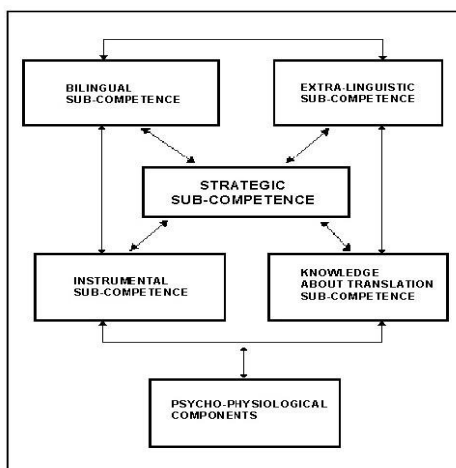 BILINGUAL
SUB-COMPETENCE
EXTRA-LINGUISTIC
SUB-COMPETENCE
STRATEGIC
SUB-COMPETENCE
INSTRUMENTAL
SUB-COMPETENCE
KNOWLEDGE
ABOUT TRANSLATION
SUB-COMPETENCE
PSYCHO-PHYSIOLOGICAL
COMPONENTS